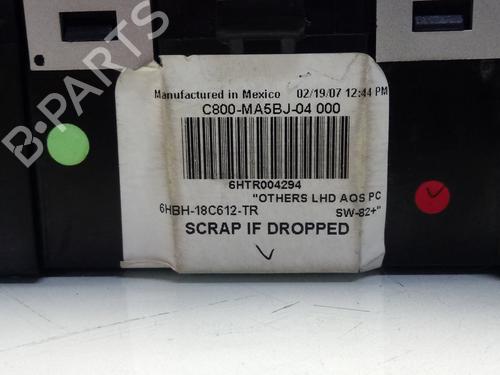 B-PARTS
Manufactured in Mexico 02/19/07 12:44 PM
C800-MA5BJ-04 000
6HTR004294
"OTHERS LHD AQS PC
6HBH-18C612-TR SW-82+"
SCRAP IF DROPPED